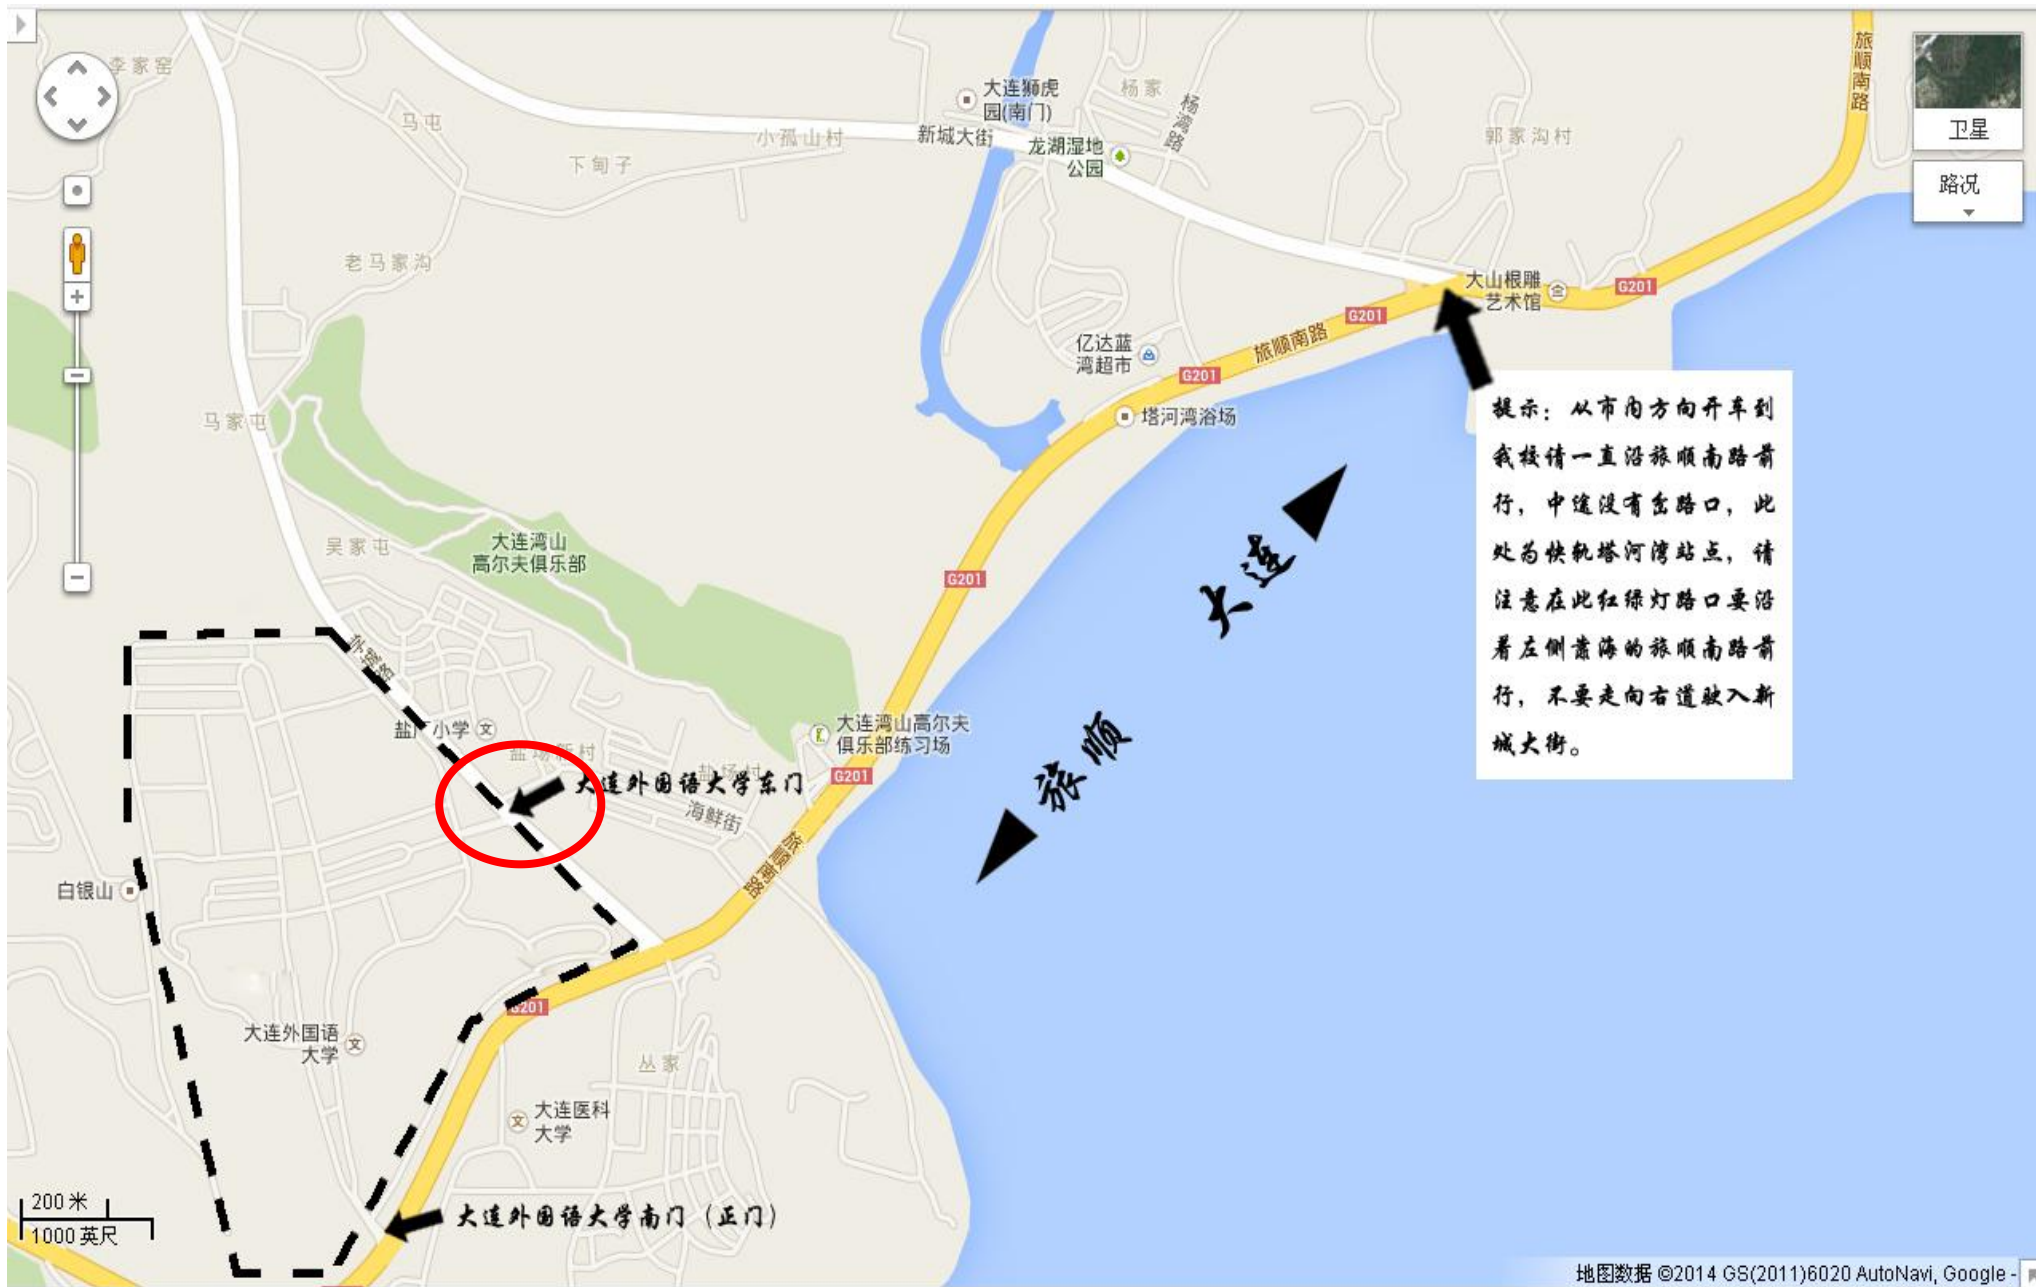 李家窑
马屯
下甸子
小孤山村
新城大街
大连狮虎
园(南门)
杨家
杨湾路
龙湖湿地
公园
郭家沟村
旅顺南路
卫星
路况
老马家沟
大山根雕
艺术馆
G201
G201
旅顺南路
亿达蓝
湾超市
G201
塔河湾浴场
马家屯
提示：从市内方向开车到
我校请一直沿旅顺南路前
行，中途没有岔路口，此
处为快轨塔河湾站点，请
注意在此红绿灯路口要沿
着左侧靠海的旅顺南路前
行，不要走向右道驶入新
城大街。
吴家屯
大连湾山
高尔夫俱乐部
G201
大连
旅顺
盐厂小学
盐场新村
盐场村
大连湾山高尔夫
俱乐部练习场
G201
大连外国语大学东门
海鲜街
旅顺南路
白银山
G201
大连外国语
大学
丛家
大连医科
大学
200 米
1000 英尺
大连外国语大学南门（正门）
地图数据 ©2014 GS(2011)6020 AutoNavi, Google -